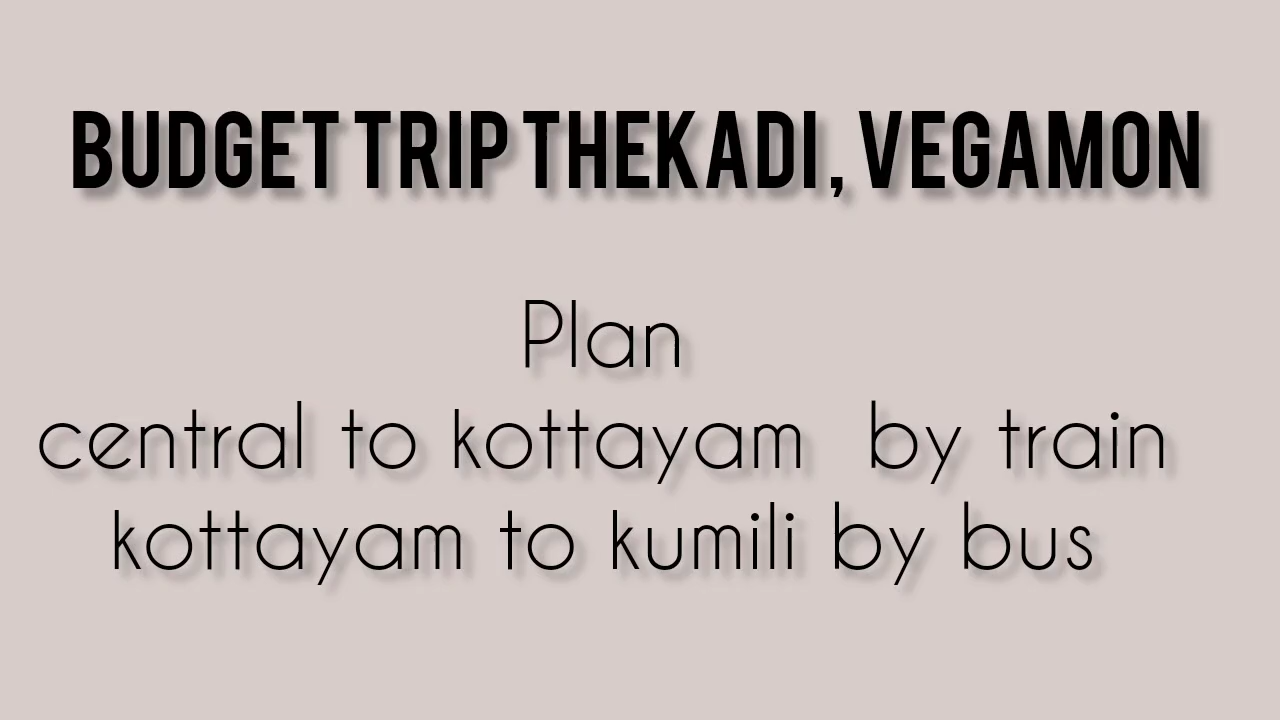 BUDGET TRIP THEKADI, VEGAMON
Plan
central to kottayam by train
kottayam to kumili by bus